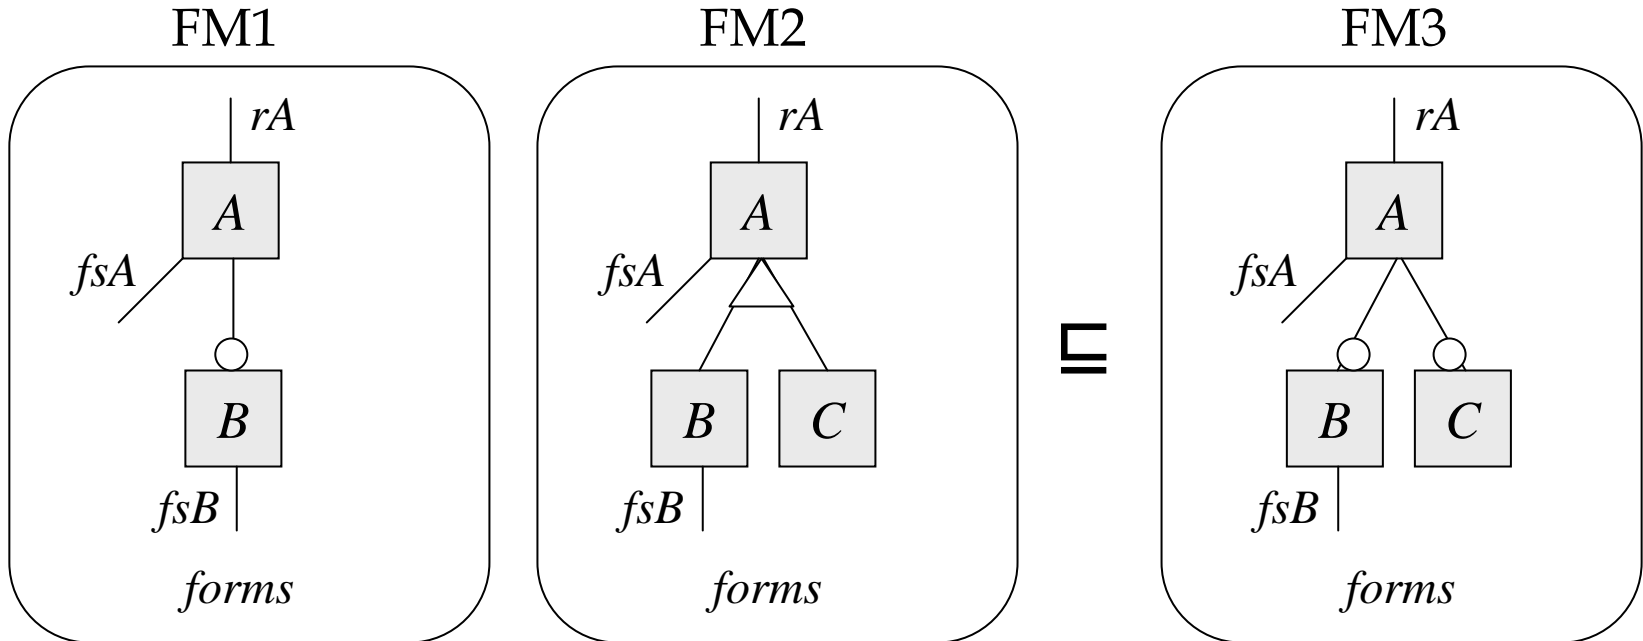 FM1 FM2 FM3
rA rA rA
A A A
fsA fsA fsA
⊑
B B C B C
fsB fsB fsB
forms forms forms